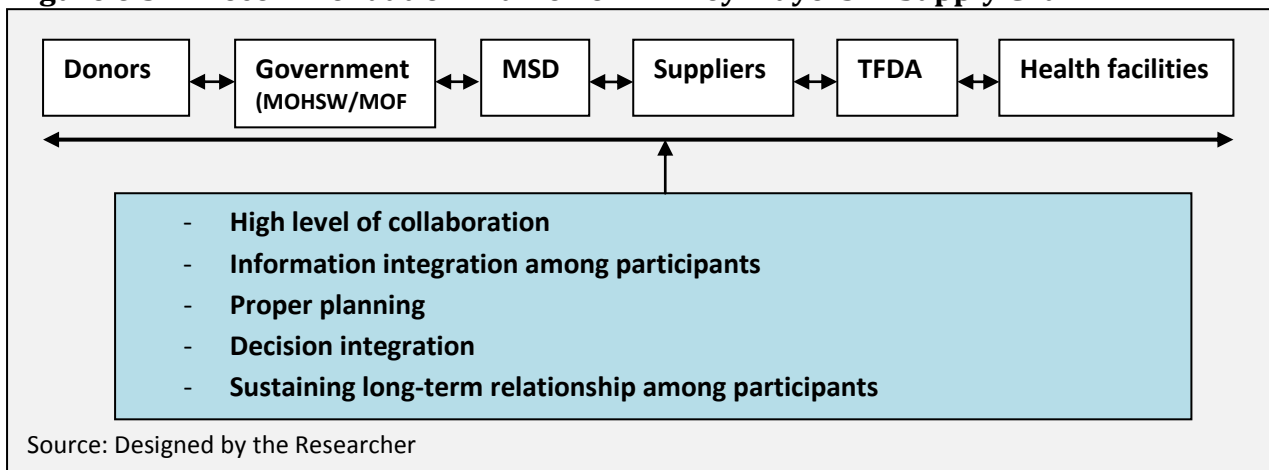 Donors Government MSD Suppliers TFDA Health facilities
(MOHSW/MOF
- High level of collaboration
- Information integration among participants
- Proper planning
- Decision integration
- Sustaining long-term relationship among participants
Source: Designed by the Researcher